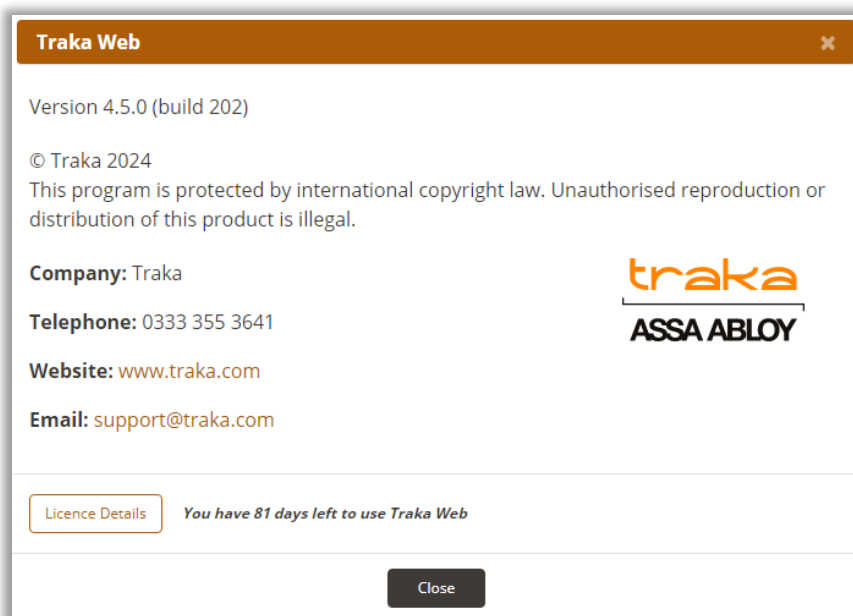 Traka Web
Version 4.5.0 (build 202)
© Traka 2024
This program is protected by international copyright law. Unauthorised reproduction or
distribution of this product is illegal.
Company: Traka
Telephone: 0333 355 3641
Website: www.traka.com
Email: support@traka.com
traka
ASSA ABLOY
Licence Details
You have 81 days left to use Traka Web
Close